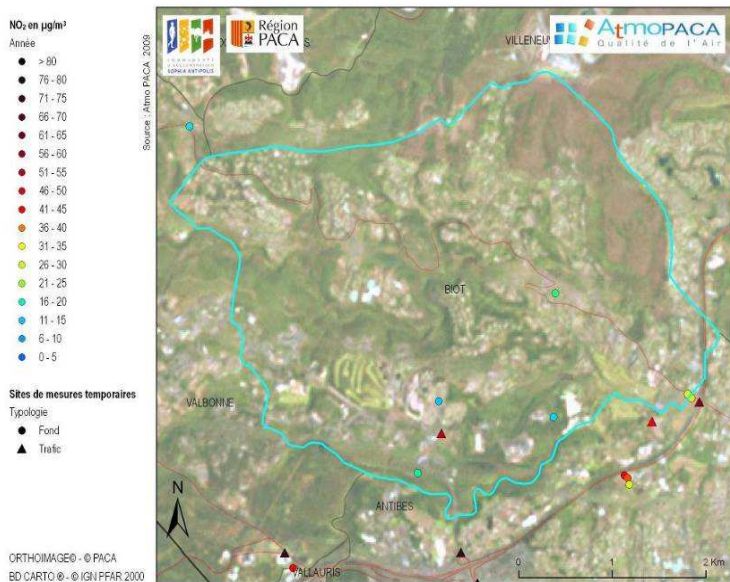 NO₂ en µg/m³
Année
> 80
76 - 80
71 - 75
66 - 70
61 - 65
56 - 60
51 - 55
46 - 50
41 - 45
36 - 40
31 - 35
26 - 30
21 - 25
16 - 20
11 - 15
6 - 10
0 - 5
Sites de mesures temporaires
Typologie
Fond
Trafic
ORTHOIMAGE© - © PACA
BD CARTO ® - © IGN PFAR 2000
Source : Atmo PACA 2009
SOPHIA ANTIPOLIS
Région
PACA
VILLENEUV
AtmoPACA
Qualité de l'Air
BIOT
VALBONNE
ANTIBES
VALLAURIS
N
0 1 2 Km